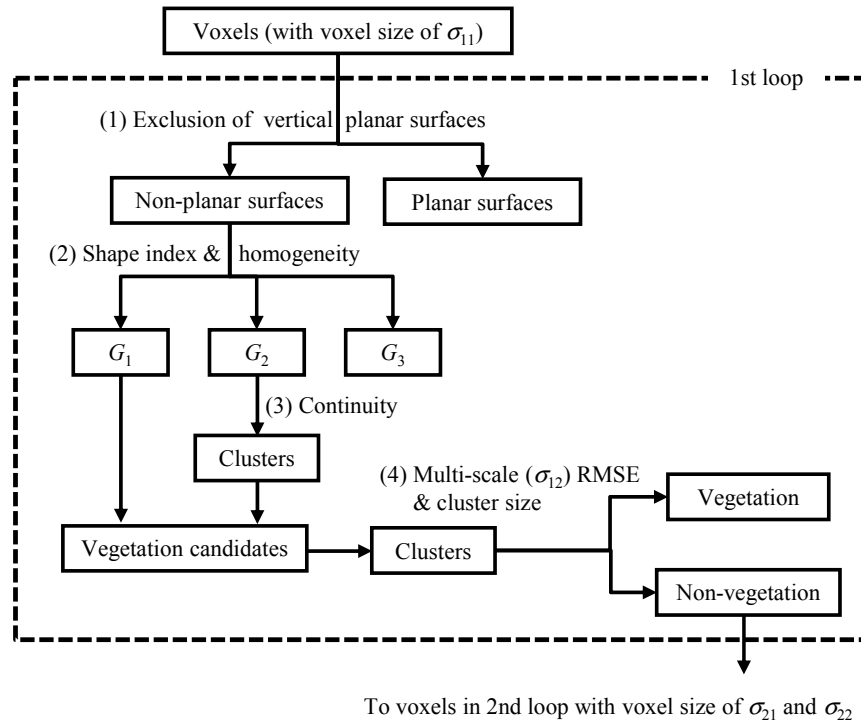 Voxels (with voxel size of σ₁₁)
1st loop
(1) Exclusion of vertical planar surfaces
Non-planar surfaces
Planar surfaces
(2) Shape index & homogeneity
G₁
G₂
G₃
(3) Continuity
Clusters
(4) Multi-scale (σ₁₂) RMSE
& cluster size
Vegetation
Vegetation candidates
Clusters
Non-vegetation
To voxels in 2nd loop with voxel size of σ₂₁ and σ₂₂